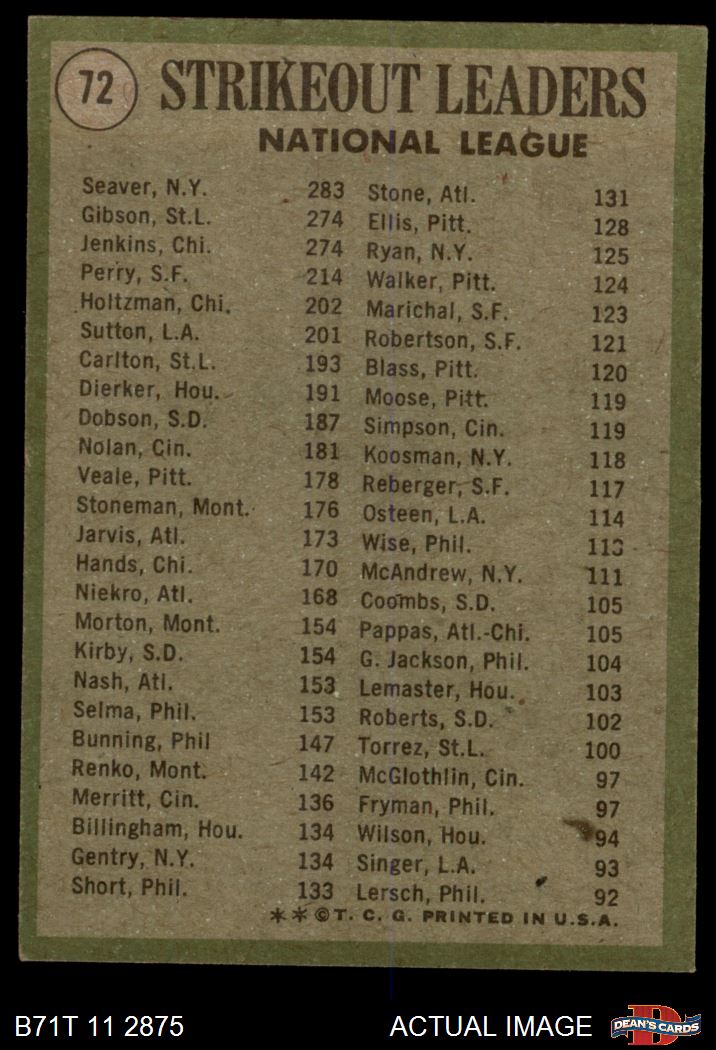 72
STRIKEOUT LEADERS
NATIONAL LEAGUE
Seaver, N.Y. 283
Gibson, St.L. 274
Jenkins, Chi. 274
Perry, S.F. 214
Holtzman, Chi. 202
Sutton, L.A. 201
Carlton, St.L. 193
Dierker, Hou. 191
Dobson, S.D. 187
Nolan, Cin. 181
Veale, Pitt. 178
Stoneman, Mont. 176
Jarvis, Atl. 173
Hands, Chi. 170
Niekro, Atl. 168
Morton, Mont. 154
Kirby, S.D. 154
Nash, Atl. 153
Selma, Phil. 153
Bunning, Phil 147
Renko, Mont. 142
Merritt, Cin. 136
Billingham, Hou. 134
Gentry, N.Y. 134
Short, Phil. 133
Stone, Atl. 131
Ellis, Pitt. 128
Ryan, N.Y. 125
Walker, Pitt. 124
Marichal, S.F. 123
Robertson, S.F. 121
Blass, Pitt. 120
Moose, Pitt. 119
Simpson, Cin. 119
Koosman, N.Y. 118
Reberger, S.F. 117
Osteen, L.A. 114
Wise, Phil. 113
McAndrew, N.Y. 111
Coombs, S.D. 105
Pappas, Atl.-Chi. 105
G. Jackson, Phil. 104
Lemaster, Hou. 103
Roberts, S.D. 102
Torrez, St.L. 100
McGlothlin, Cin. 97
Fryman, Phil. 97
Wilson, Hou. 94
Singer, L.A. 93
Lersch, Phil. 92
**©T. C. G. PRINTED IN U.S.A.
B71T 11 2875
ACTUAL IMAGE
D
DEAN'S CARDS